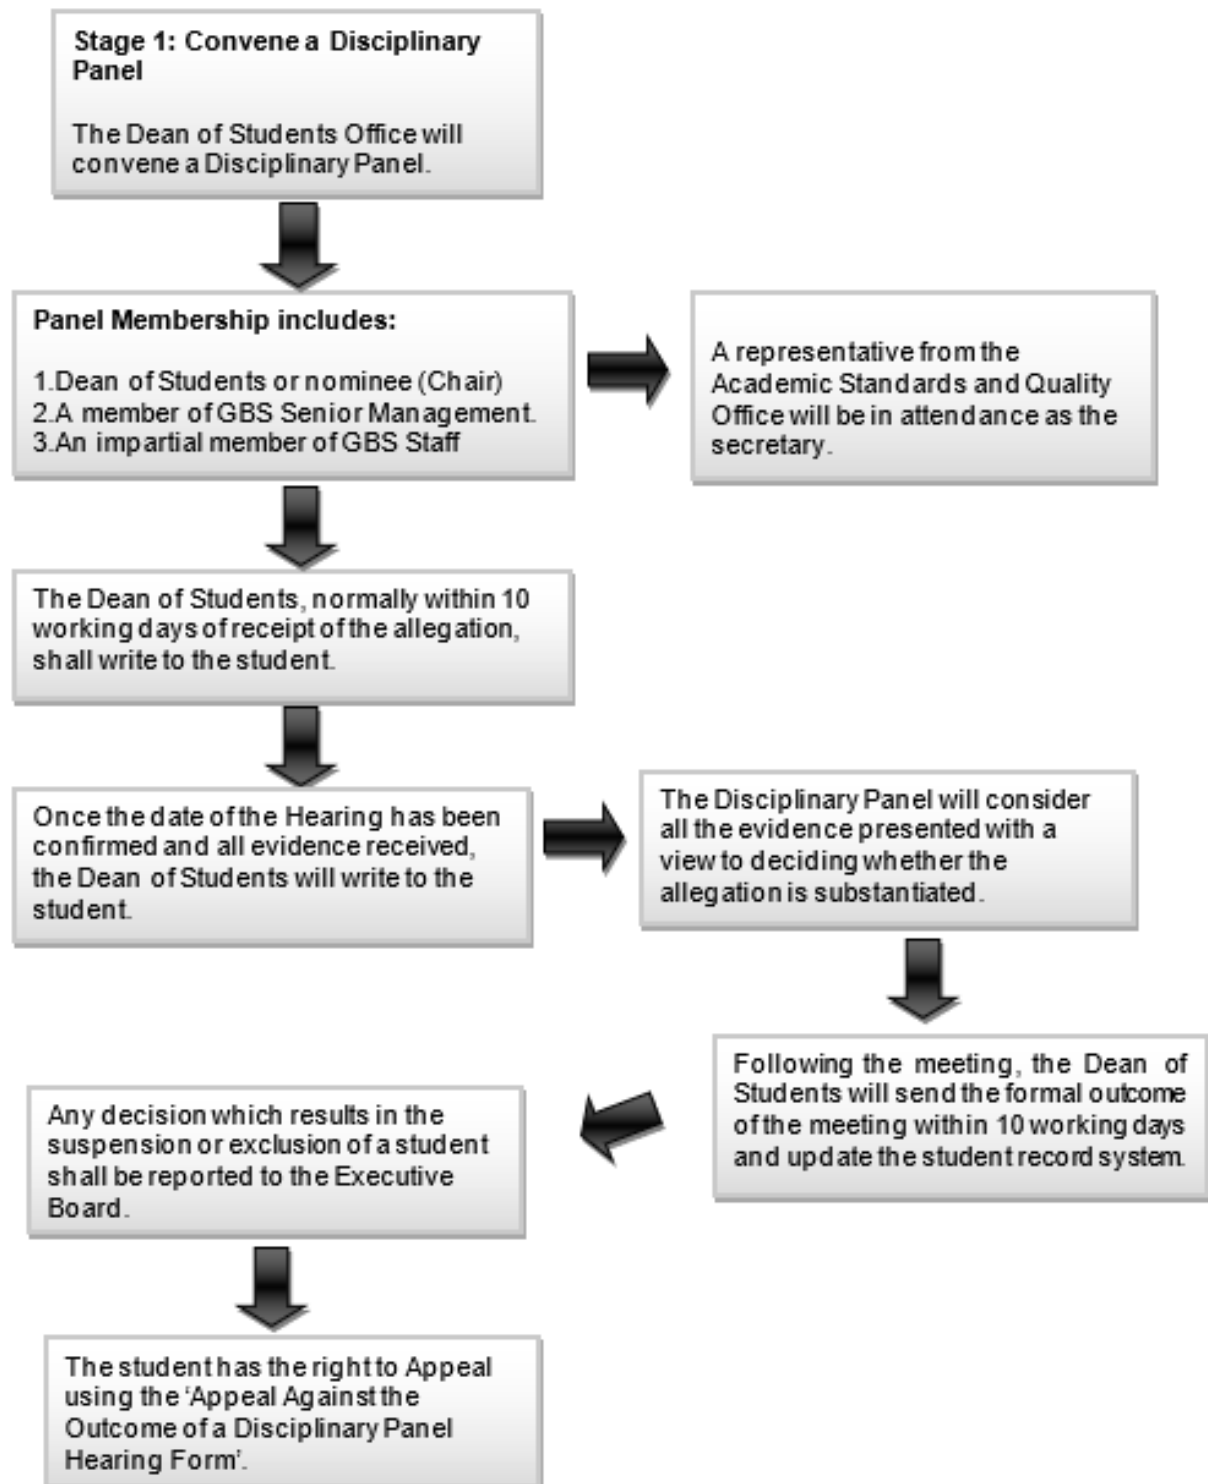 Stage 1: Convene a Disciplinary
Panel
The Dean of Students Office will
convene a Disciplinary Panel.
Panel Membership includes:
1.Dean of Students or nominee (Chair)
2.A member of GBS Senior Management.
3.An impartial member of GBS Staff
A representative from the
Academic Standards and Quality
Office will be in attendance as the
secretary.
The Dean of Students, normally within 10
working days of receipt of the allegation,
shall write to the student.
Once the date of the Hearing has been
confirmed and all evidence received,
the Dean of Students will write to the
student.
The Disciplinary Panel will consider
all the evidence presented with a
view to deciding whether the
allegation is substantiated.
Following the meeting, the Dean of
Students will send the formal outcome
of the meeting within 10 working days
and update the student record system.
Any decision which results in the
suspension or exclusion of a student
shall be reported to the Executive
Board.
The student has the right to Appeal
using the ‘Appeal Against the
Outcome of a Disciplinary Panel
Hearing Form’.